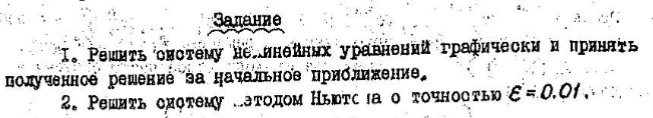 Задание
1. Решить систему нелинейных уравнений графически и принять
полученное решение за начальное приближение.
2. Решить систему методом Ньютона с точностью ε = 0.01.